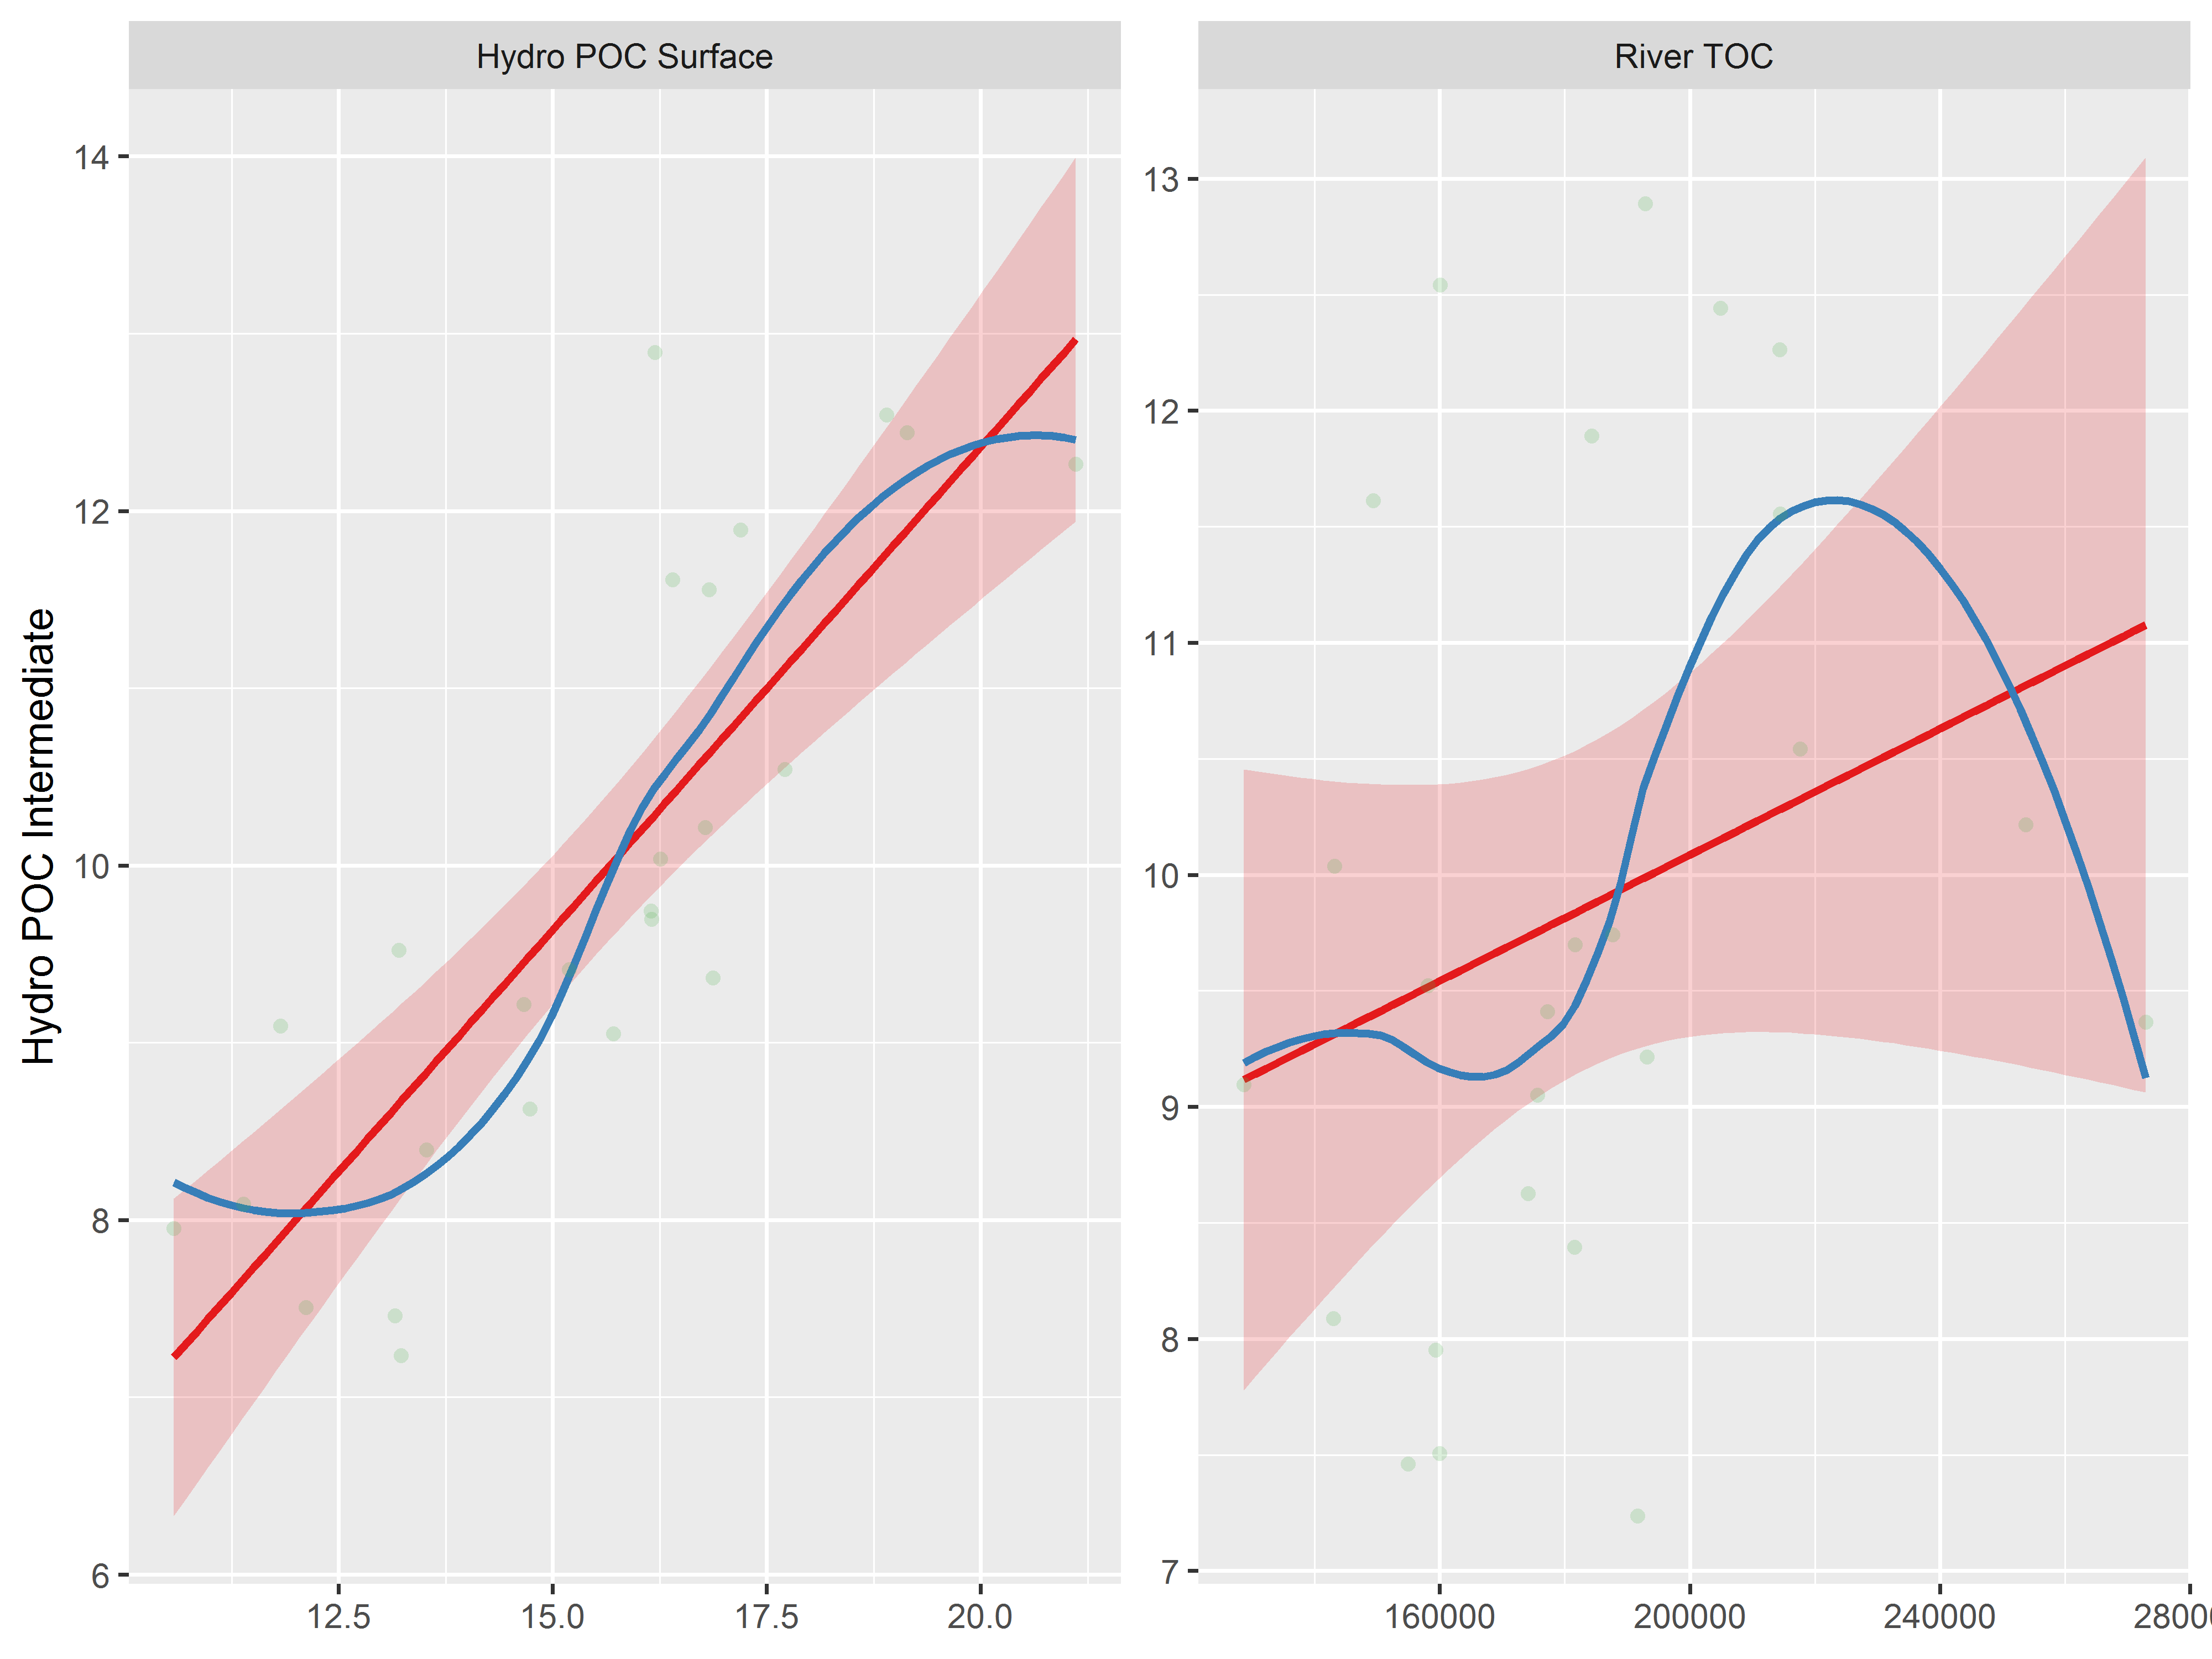 Hydro POC Surface
River TOC
Hydro POC Intermediate
14
12
10
8
6
12.5 15.0 17.5 20.0
13
12
11
10
9
8
7
160000 200000 240000